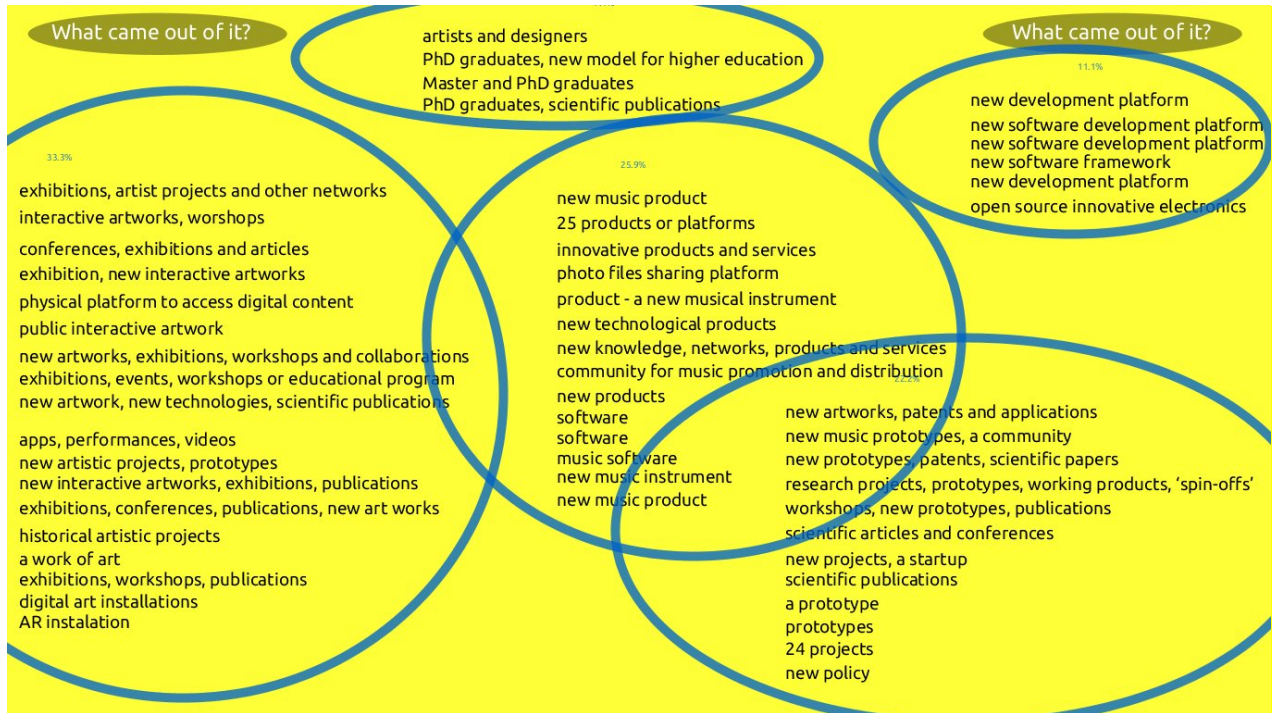 What came out of it?
What came out of it?
artists and designers
PhD graduates, new model for higher education
Master and PhD graduates
PhD graduates, scientific publications
11.1%
new development platform
new software development platform
new software development platform
new software framework
new development platform
open source innovative electronics
33.3%
exhibitions, artist projects and other networks
interactive artworks, worshops
conferences, exhibitions and articles
exhibition, new interactive artworks
physical platform to access digital content
public interactive artwork
new artworks, exhibitions, workshops and collaborations
exhibitions, events, workshops or educational program
new artwork, new technologies, scientific publications
apps, performances, videos
new artistic projects, prototypes
new interactive artworks, exhibitions, publications
exhibitions, conferences, publications, new art works
historical artistic projects
a work of art
exhibitions, workshops, publications
digital art installations
AR instalation
25.9%
new music product
25 products or platforms
innovative products and services
photo files sharing platform
product - a new musical instrument
new technological products
new knowledge, networks, products and services
community for music promotion and distribution
new products
software
software
music software
new music instrument
new music product
22.2%
new artworks, patents and applications
new music prototypes, a community
new prototypes, patents, scientific papers
research projects, prototypes, working products, ‘spin-offs’
workshops, new prototypes, publications
scientific articles and conferences
new projects, a startup
scientific publications
a prototype
prototypes
24 projects
new policy